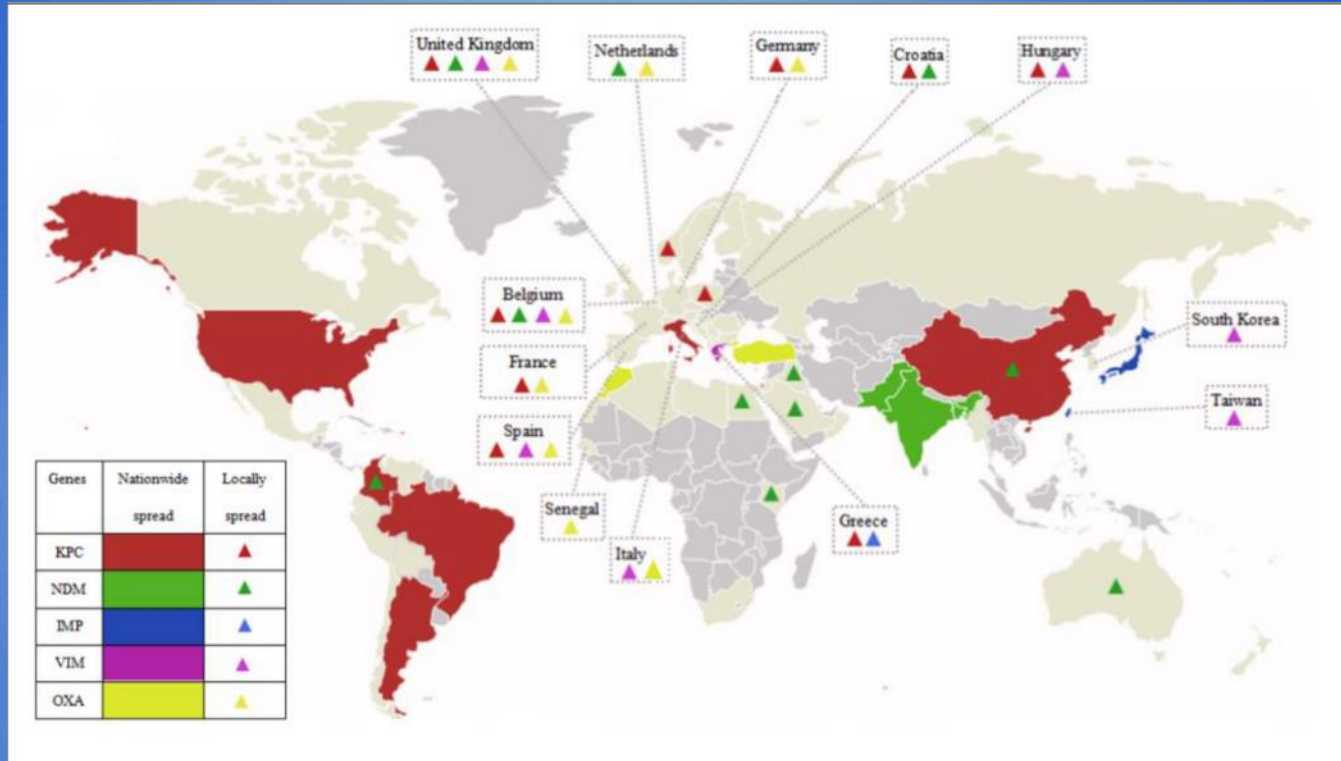 United Kingdom
Netherlands
Germany
Croatia
Hungary
Belgium
South Korea
France
Taiwan
Spain
Senegal
Greece
Italy
Genes Nationwide spread Locally spread
KPC
NDM
IMP
VIM
OXA